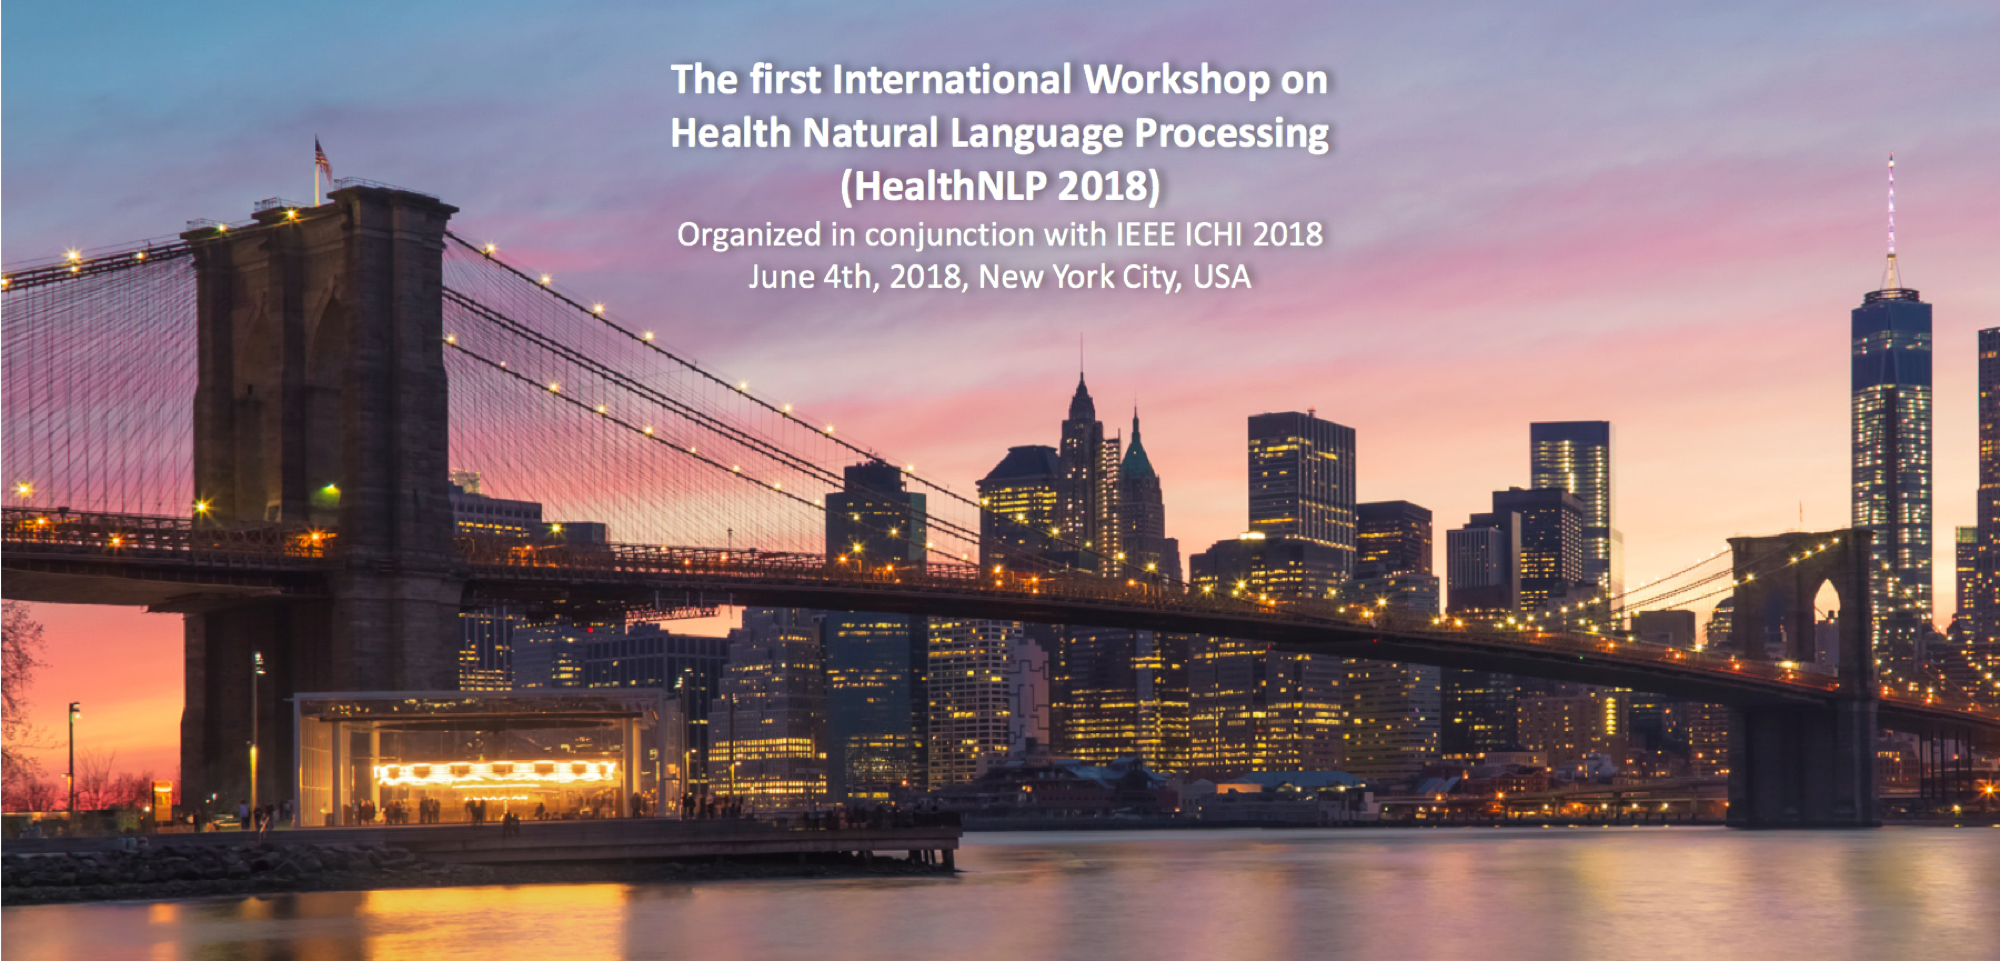 The first International Workshop on
Health Natural Language Processing
(HealthNLP 2018)
Organized in conjunction with IEEE ICHI 2018
June 4th, 2018, New York City, USA